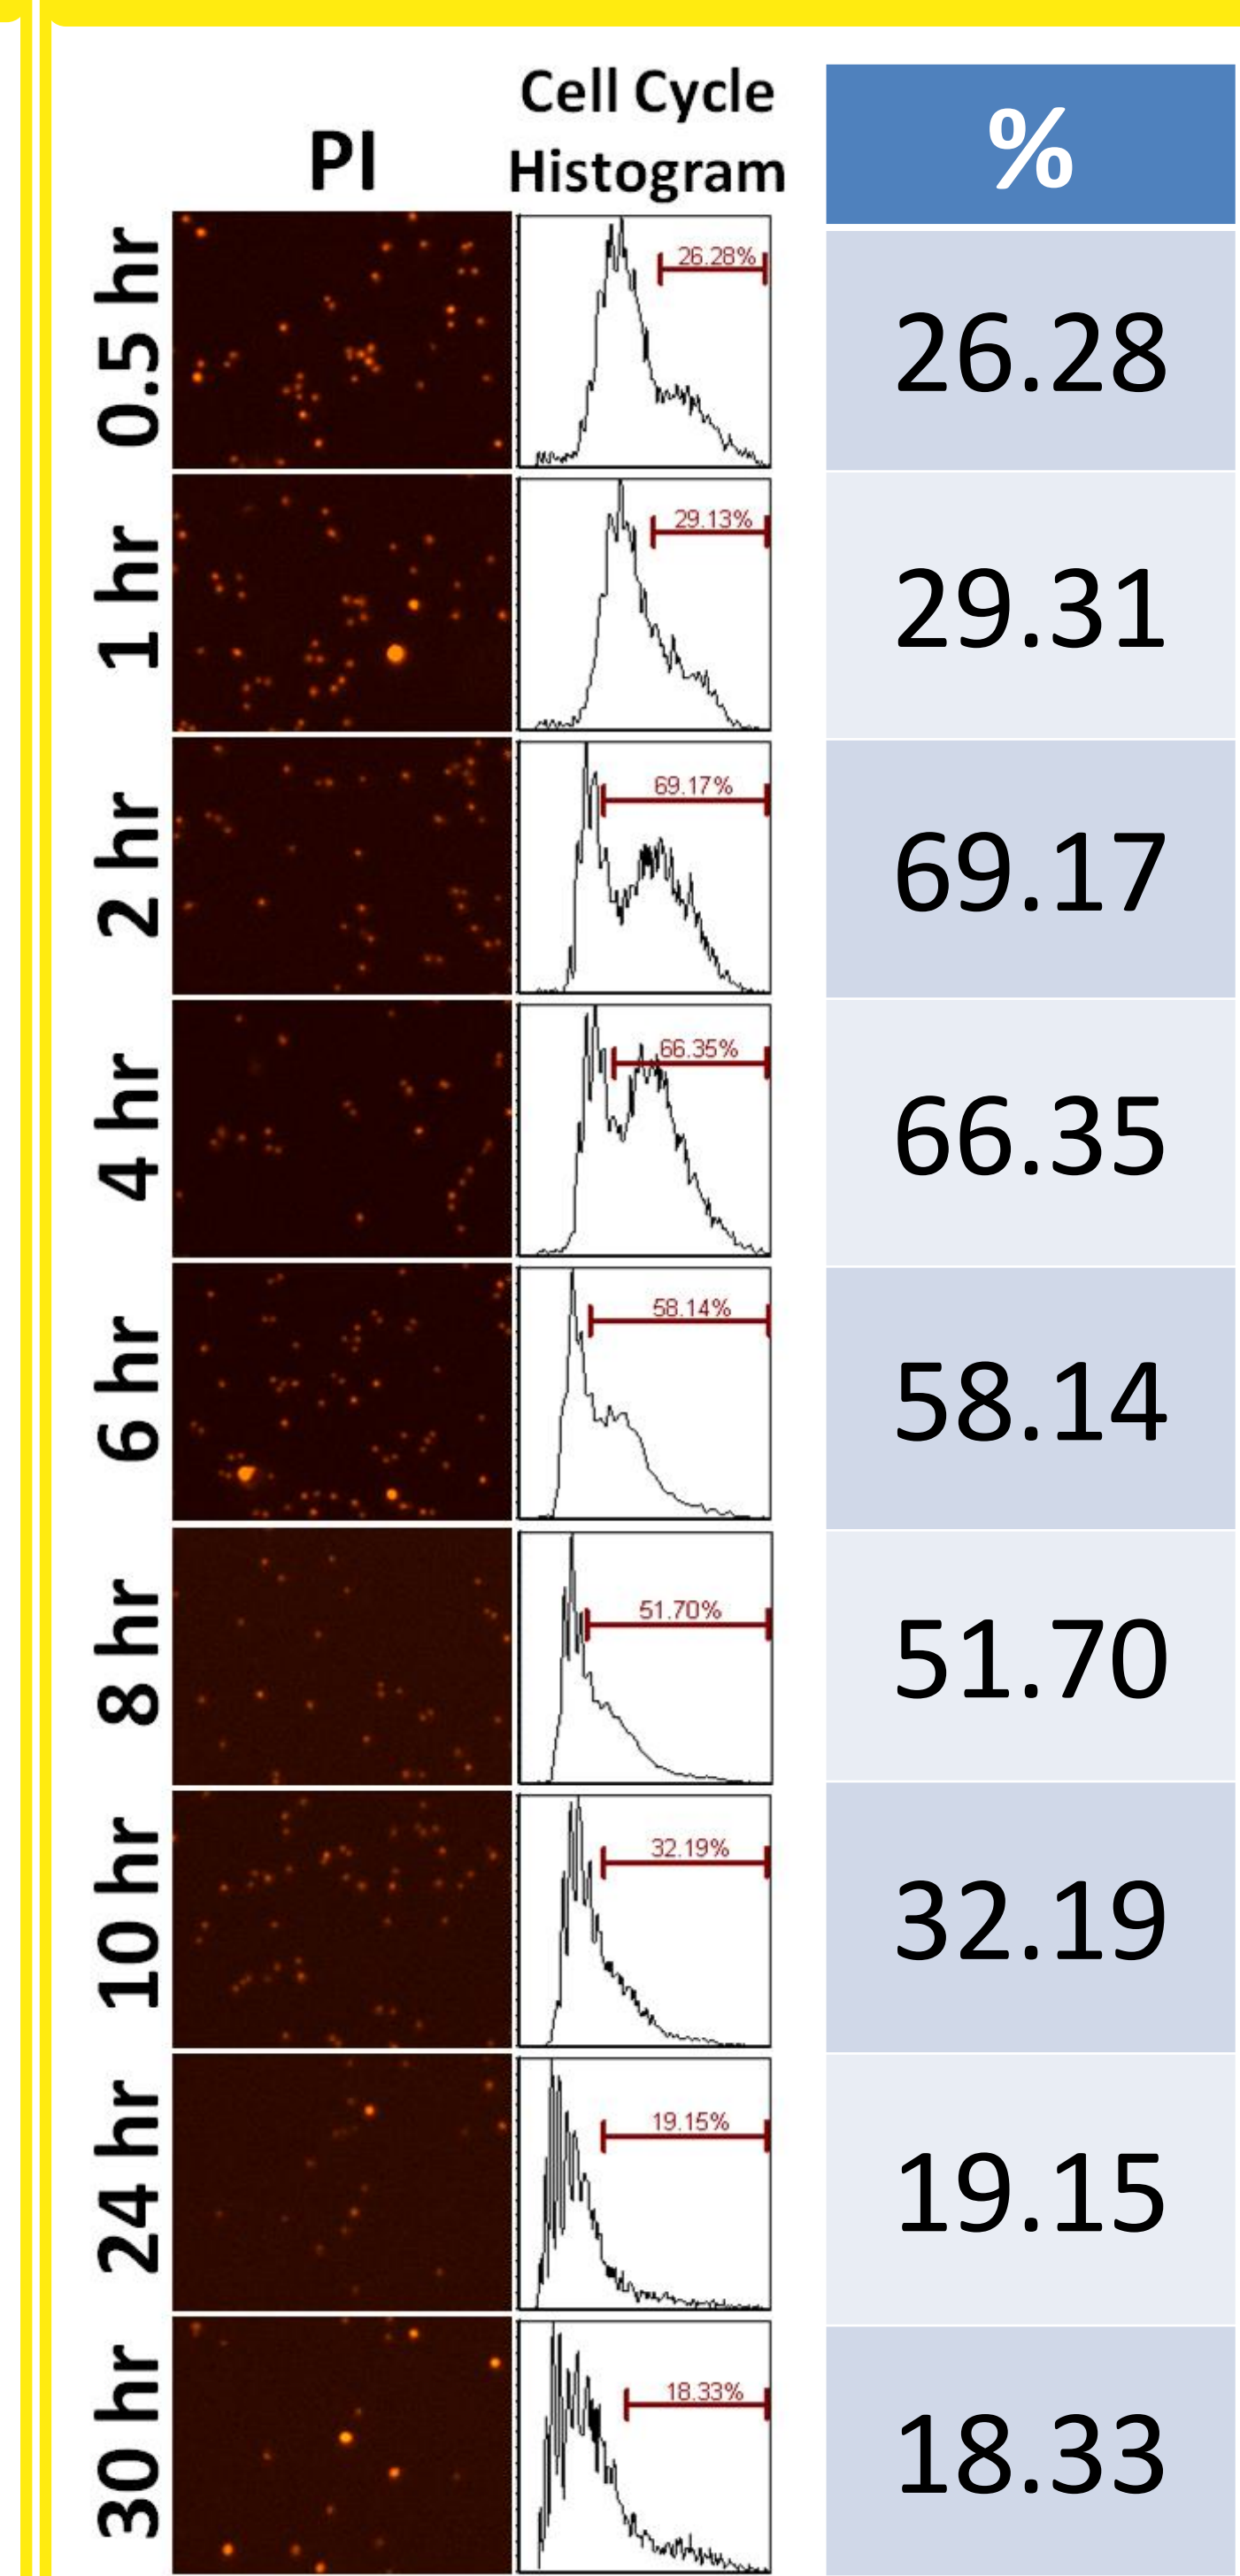 PI
Cell Cycle
Histogram
%
0.5 hr
26.28%
26.28
1 hr
29.13%
29.31
2 hr
69.17%
69.17
4 hr
66.35%
66.35
6 hr
58.14%
58.14
8 hr
51.70%
51.70
10 hr
32.19%
32.19
24 hr
19.15%
19.15
30 hr
18.33%
18.33